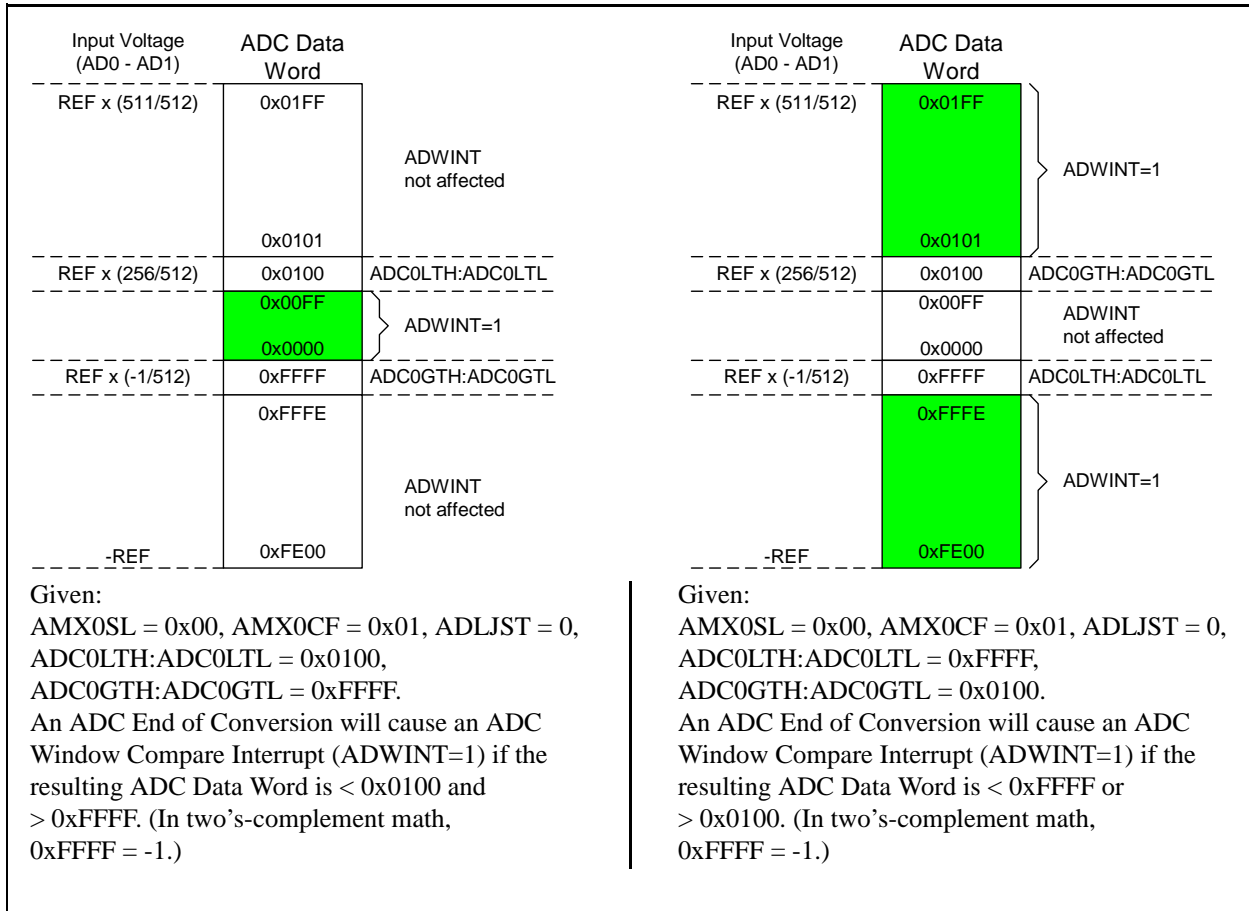 Input Voltage
(AD0 - AD1)
ADC Data
Word
REF x (511/512)
0x01FF
ADWINT
not affected
0x0101
REF x (256/512)
0x0100
ADC0LTH:ADC0LTL
0x00FF
ADWINT=1
0x0000
REF x (-1/512)
0xFFFF
ADC0GTH:ADC0GTL
0xFFFE
ADWINT
not affected
-REF
0xFE00
Given:
AMX0SL = 0x00, AMX0CF = 0x01, ADLJST = 0,
ADC0LTH:ADC0LTL = 0x0100,
ADC0GTH:ADC0GTL = 0xFFFF.
An ADC End of Conversion will cause an ADC
Window Compare Interrupt (ADWINT=1) if the
resulting ADC Data Word is < 0x0100 and
> 0xFFFF. (In two's-complement math,
0xFFFF = -1.)
Input Voltage
(AD0 - AD1)
ADC Data
Word
REF x (511/512)
0x01FF
ADWINT=1
0x0101
REF x (256/512)
0x0100
ADC0GTH:ADC0GTL
0x00FF
ADWINT
not affected
0x0000
REF x (-1/512)
0xFFFF
ADC0LTH:ADC0LTL
0xFFFE
ADWINT=1
-REF
0xFE00
Given:
AMX0SL = 0x00, AMX0CF = 0x01, ADLJST = 0,
ADC0LTH:ADC0LTL = 0xFFFF,
ADC0GTH:ADC0GTL = 0x0100.
An ADC End of Conversion will cause an ADC
Window Compare Interrupt (ADWINT=1) if the
resulting ADC Data Word is < 0xFFFF or
> 0x0100. (In two's-complement math,
0xFFFF = -1.)